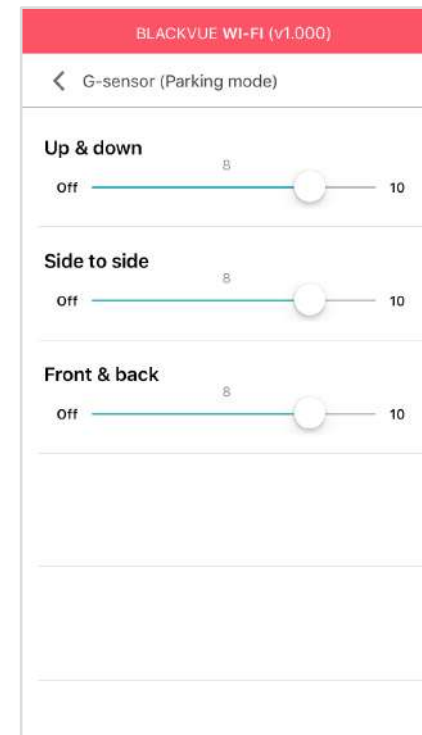 BLACKVUE WI-FI (v1.000)
G-sensor (Parking mode)
Up & down
8
Off 10
Side to side
8
Off 10
Front & back
8
Off 10